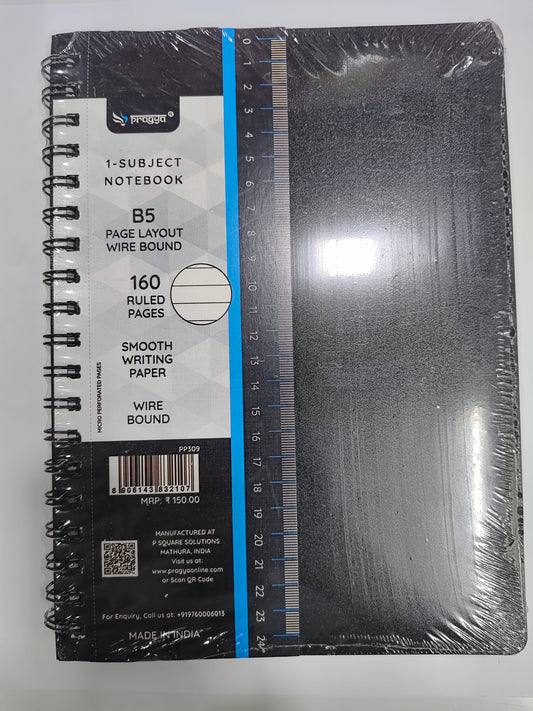 pragya
1-SUBJECT
NOTEBOOK
B5
PAGE LAYOUT
WIRE BOUND
160
RULED
PAGES
SMOOTH
WRITING
PAPER
WIRE
BOUND
MICRO PERFORATED PAGES
PP309
8 906143 832107
MRP: ₹ 150.00
MANUFACTURED AT
P SQUARE SOLUTIONS
MATHURA, INDIA
Visit us at:
www.pragyaonline.com
or Scan QR Code
For Enquiry, Call us at: +919760006013
MADE IN INDIA
0
1
2
3
4
5
6
7
8
9
10
11
12
13
14
15
16
17
18
19
20
21
22
23
24